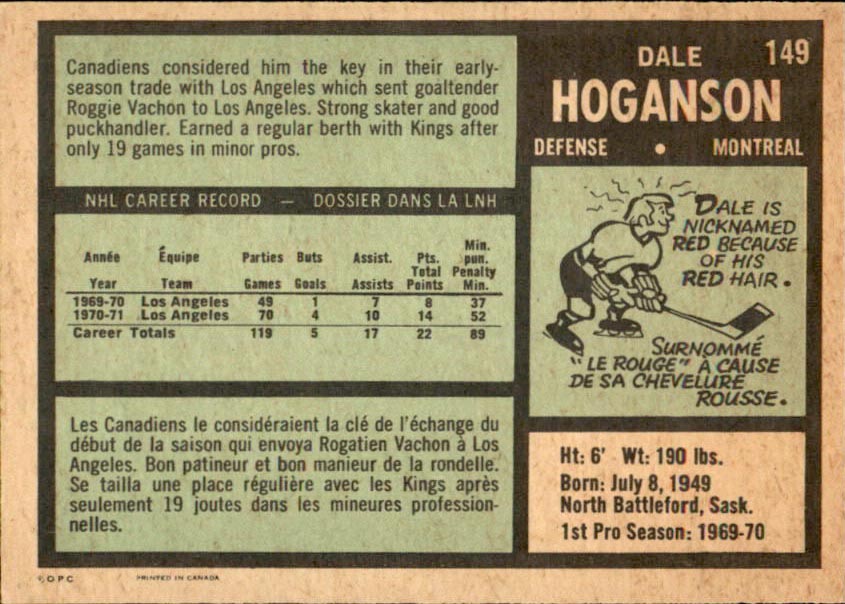 Canadiens considered him the key in their early-
season trade with Los Angeles which sent goaltender
Roggie Vachon to Los Angeles. Strong skater and good
puckhandler. Earned a regular berth with Kings after
only 19 games in minor pros.
DALE 149
HOGANSON
DEFENSE • MONTREAL
NHL CAREER RECORD — DOSSIER DANS LA LNH
Année Équipe Parties Buts Assist. Pts. Min. pun.
Year Team Games Goals Assists Total Points Penalty Min.
1969-70 Los Angeles 49 1 7 8 37
1970-71 Los Angeles 70 4 10 14 52
Career Totals 119 5 17 22 89
DALE IS
NICKNAMED
RED BECAUSE
OF HIS
RED HAIR.
SURNOMMÉ
"LE ROUGE" À CAUSE
DE SA CHEVELURE
ROUSSE.
Les Canadiens le considéraient la clé de l'échange du
début de la saison qui envoya Rogatien Vachon à Los
Angeles. Bon patineur et bon manieur de la rondelle.
Se tailla une place régulière avec les Kings après
seulement 19 joutes dans les mineures profession-
nelles.
Ht: 6' Wt: 190 lbs.
Born: July 8, 1949
North Battleford, Sask.
1st Pro Season: 1969-70
©OPC PRINTED IN CANADA